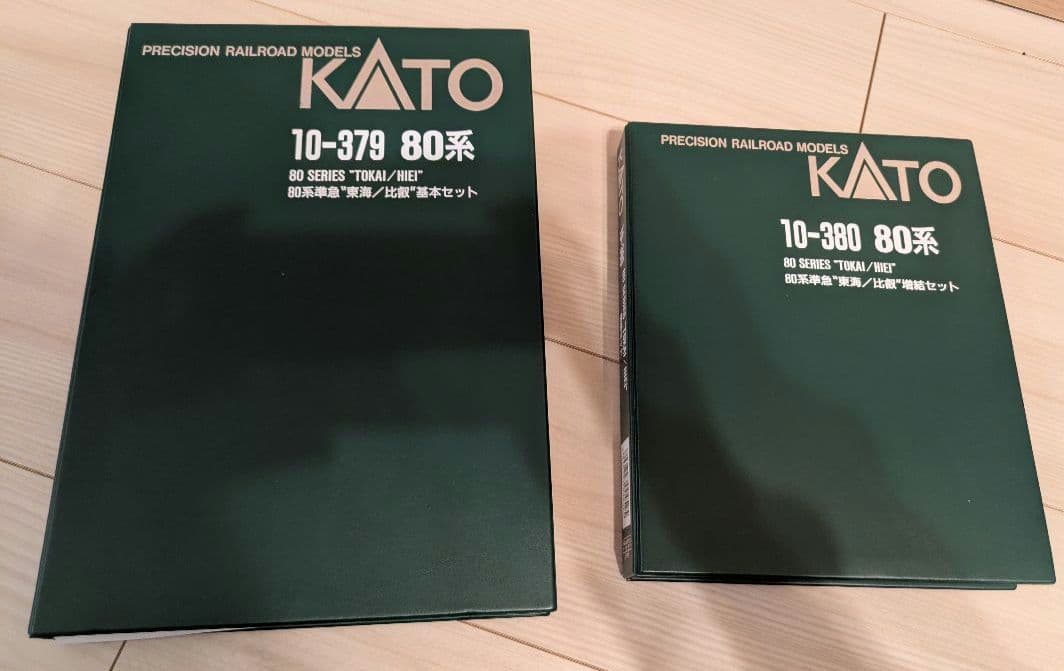 PRECISION RAILROAD MODELS
KATO
10-379 80系
80 SERIES "TOKAI/HIEI"
80系準急"東海/比叡"基本セット
PRECISION RAILROAD MODELS
KATO
10-380 80系
80 SERIES "TOKAI/HIEI"
80系準急"東海/比叡"増結セット